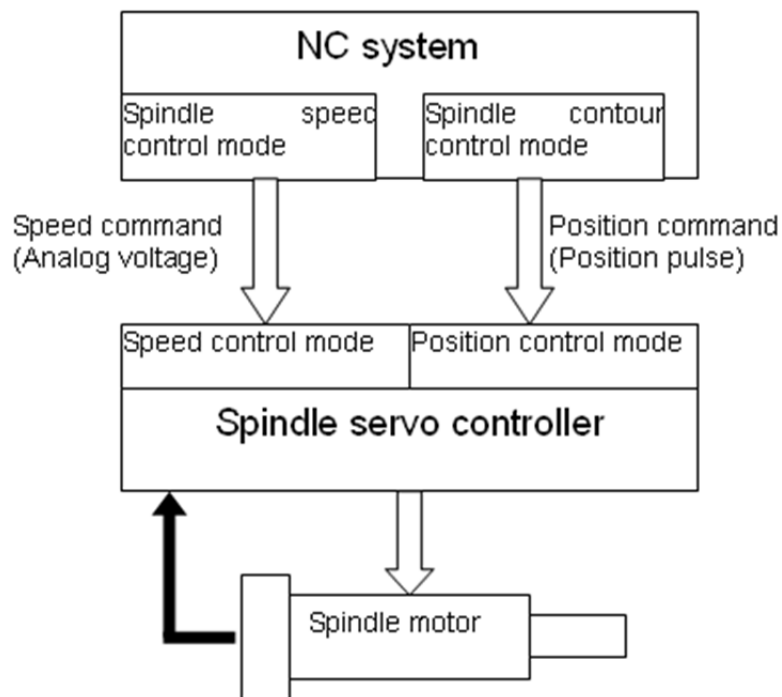 NC system
Spindle speed
control mode
Spindle contour
control mode
Speed command
(Analog voltage)
Position command
(Position pulse)
Speed control mode
Position control mode
Spindle servo controller
Spindle motor